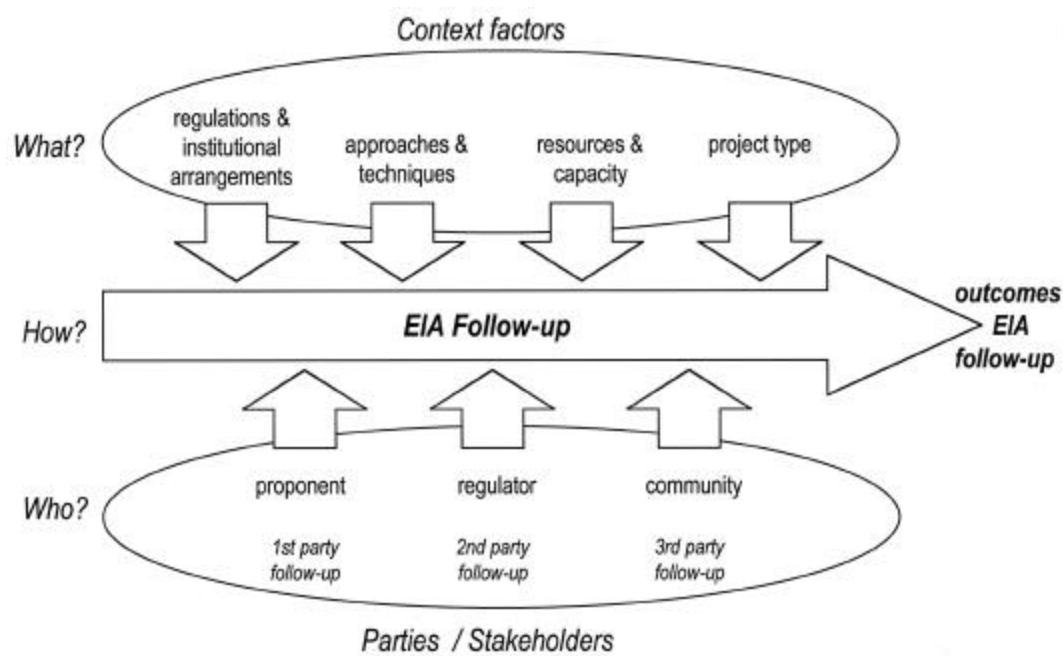 Context factors
What?
regulations &
institutional
arrangements
approaches &
techniques
resources &
capacity
project type
How?
EIA Follow-up
outcomes
EIA
follow-up
Who?
proponent
regulator
community
1st party
follow-up
2nd party
follow-up
3rd party
follow-up
Parties / Stakeholders